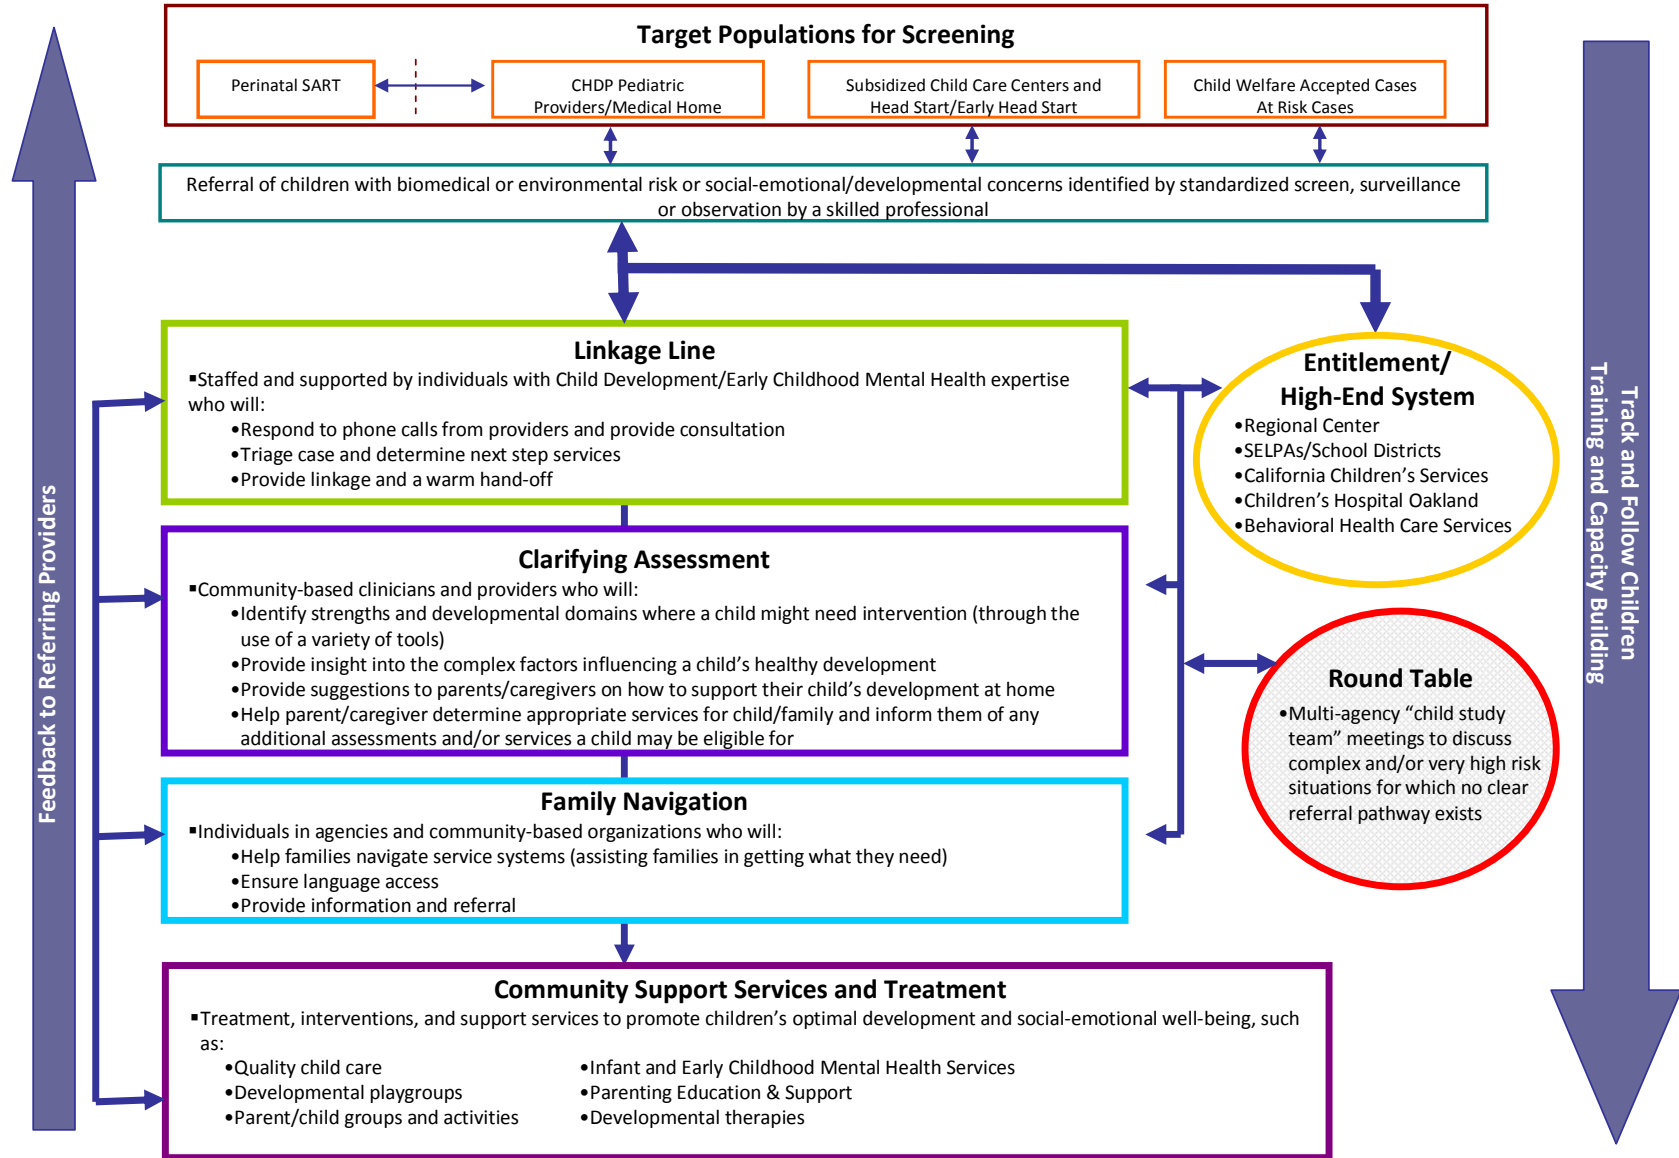 Target Populations for Screening
Perinatal SART
CHDP Pediatric
Providers/Medical Home
Subsidized Child Care Centers and
Head Start/Early Head Start
Child Welfare Accepted Cases
At Risk Cases
Referral of children with biomedical or environmental risk or social-emotional/developmental concerns identified by standardized screen, surveillance
or observation by a skilled professional
Linkage Line
▪Staffed and supported by individuals with Child Development/Early Childhood Mental Health expertise
who will:
•Respond to phone calls from providers and provide consultation
•Triage case and determine next step services
•Provide linkage and a warm hand-off
Entitlement/
High-End System
•Regional Center
•SELPAs/School Districts
•California Children’s Services
•Children’s Hospital Oakland
•Behavioral Health Care Services
Clarifying Assessment
▪Community-based clinicians and providers who will:
•Identify strengths and developmental domains where a child might need intervention (through the
use of a variety of tools)
•Provide insight into the complex factors influencing a child’s healthy development
•Provide suggestions to parents/caregivers on how to support their child’s development at home
•Help parent/caregiver determine appropriate services for child/family and inform them of any
additional assessments and/or services a child may be eligible for
Round Table
•Multi-agency “child study
team” meetings to discuss
complex and/or very high risk
situations for which no clear
referral pathway exists
Family Navigation
▪Individuals in agencies and community-based organizations who will:
•Help families navigate service systems (assisting families in getting what they need)
•Ensure language access
•Provide information and referral
Community Support Services and Treatment
▪Treatment, interventions, and support services to promote children’s optimal development and social-emotional well-being, such
as:
•Quality child care
•Developmental playgroups
•Parent/child groups and activities
•Infant and Early Childhood Mental Health Services
•Parenting Education & Support
•Developmental therapies
Feedback to Referring Providers
Track and Follow Children
Training and Capacity Building